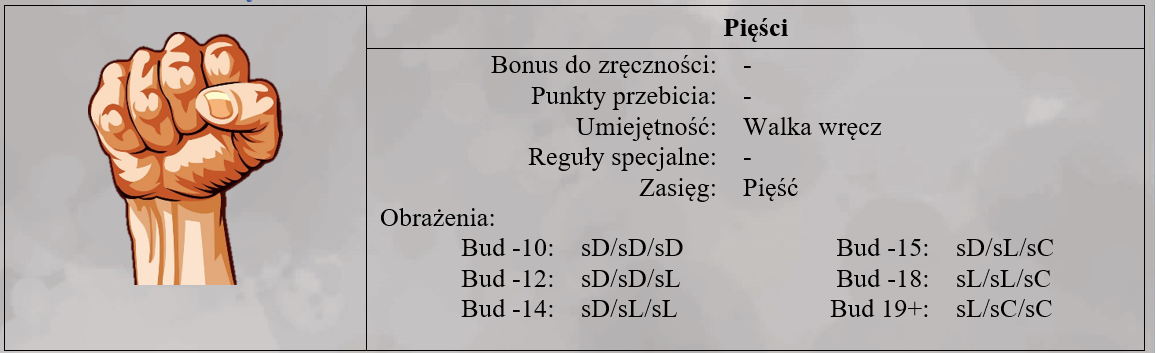 Pięści
Bonus do zręczności: -
Punkty przebicia: -
Umiejętność: Walka wręcz
Reguły specjalne: -
Zasięg: Pięść
Obrażenia:
Bud -10: sD/sD/sD Bud -15: sD/sL/sC
Bud -12: sD/sD/sL Bud -18: sL/sL/sC
Bud -14: sD/sL/sL Bud 19+: sL/sC/sC